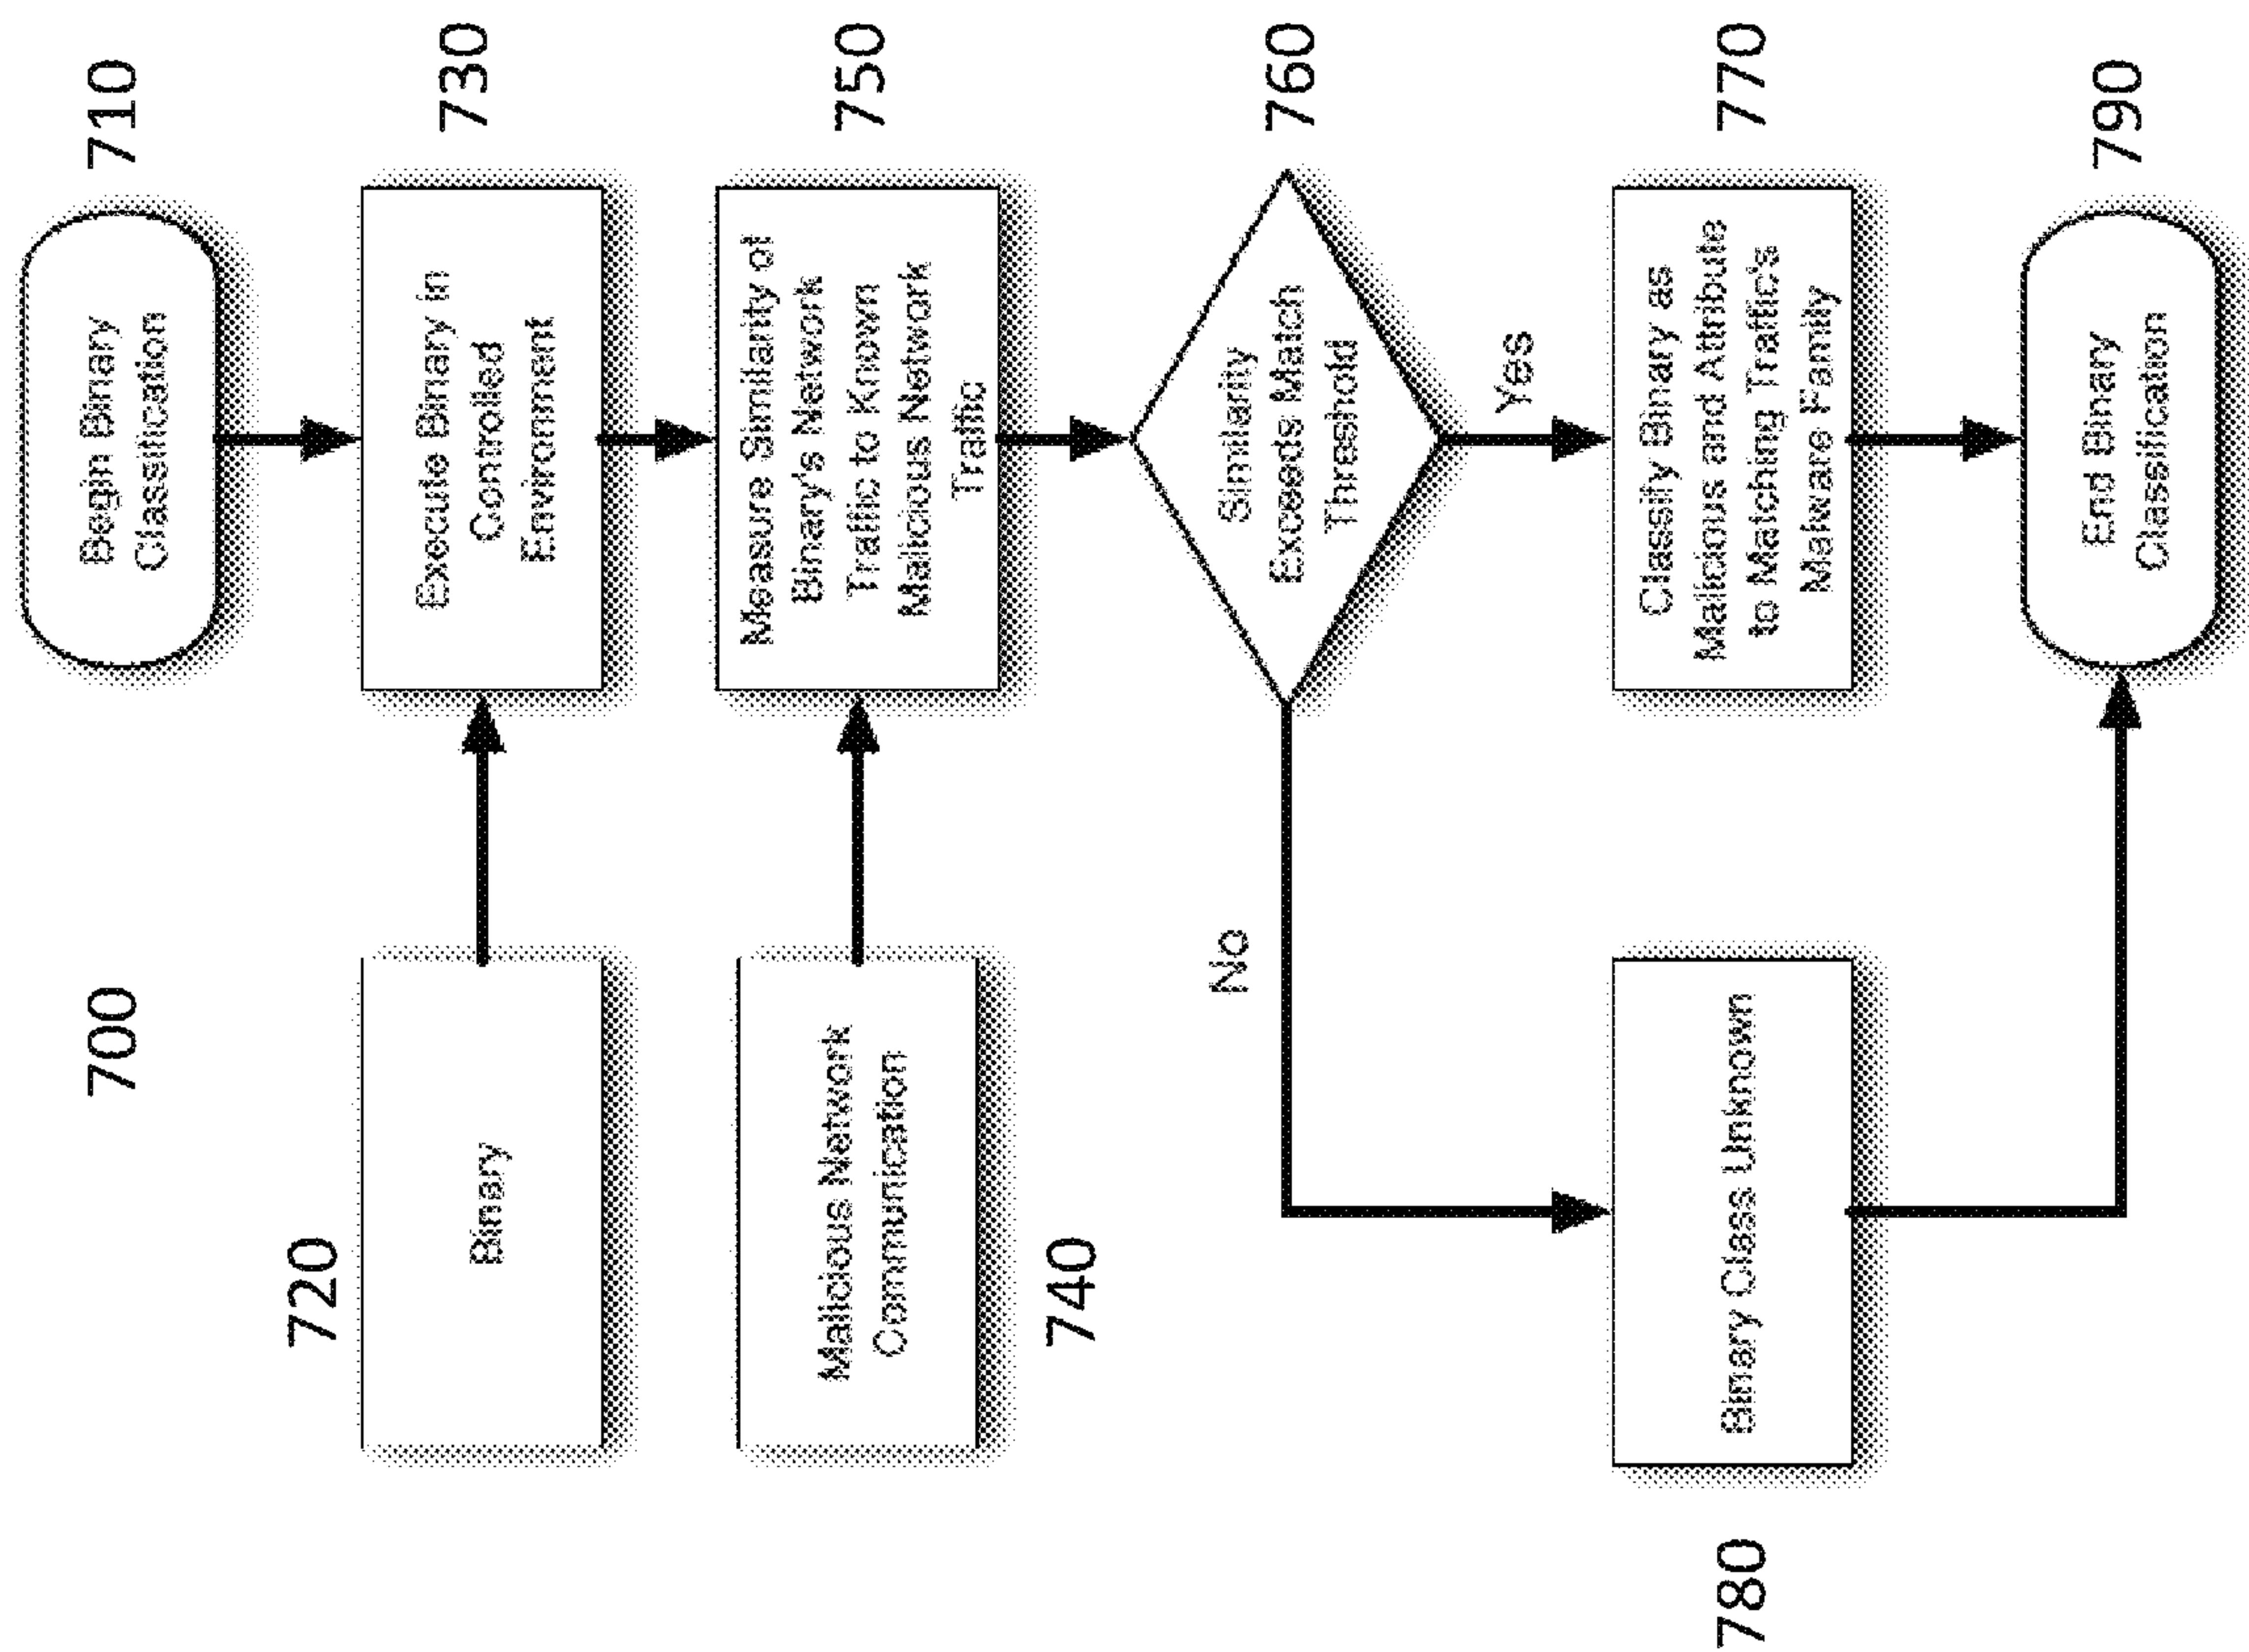 700
710
Begin Binary
Classification
720
Binary
730
Execute Binary in
Controlled
Environment
740
Malicious Network
Communication
750
Measure Similarity of
Binary's Network
Traffic to Known
Malicious Network
Traffic
760
Similarity
Exceeds Match
Threshold
No
Yes
770
Classify Binary as
Malicious and Attribute
to Matching Traffic's
Malware Family
780
Binary Class Unknown
790
End Binary
Classification